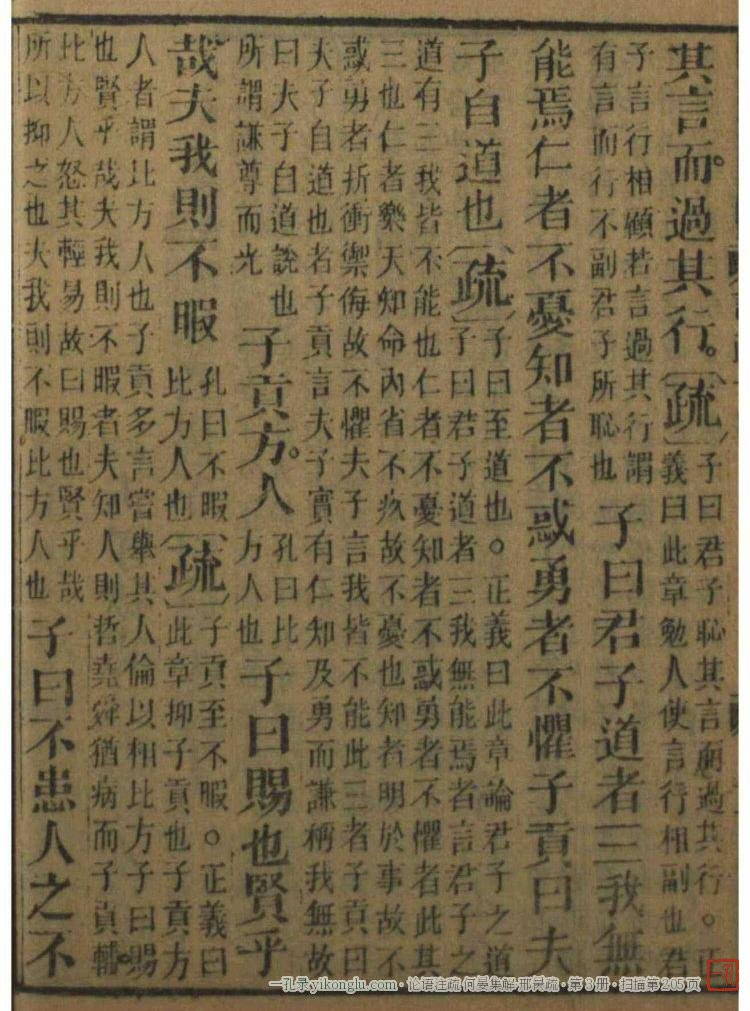 其言而過其行。〔疏〕
子曰君子恥其言而過其行。正
義曰此章勉人使言行相副也君
子言行相顧若言過其行謂
有言而行不副君子所恥也
子曰君子道者三我無
能焉仁者不憂知者不惑勇者不懼子貢曰夫
子自道也〔疏〕
子曰至道也。正義曰此章論君子之道
子曰君子道者三我無能焉者言君子之
道有三我皆不能也仁者不憂知者不惑勇者不懼者此其
三也仁者樂天知命內省不疚故不憂也知者明於事故不
惑勇者折衝禦侮故不懼夫子言我皆不能此三者子貢曰
夫子自道也者子貢言夫子實有仁知及勇而謙稱我無故
曰夫子自道說也
所謂謙尊而光
子貢方。人
孔曰比
方人也
子曰賜也賢乎
哉夫我則不暇
孔曰不暇
比方人也
〔疏〕
子貢至不暇。正義曰
此章抑子貢也子貢方
人者謂比方人也子貢多言嘗舉其人倫以相比方子曰賜
也賢乎哉夫我則不暇者夫知人則哲堯舜猶病而子貢輒
比方人怒其輕易故曰賜也賢乎哉
所以抑之也夫我則不暇比方人也
子曰不患人之不
一孔录 yikonglu.com · 论语注疏.何晏集解.邢昺疏 · 第3册 · 扫描第205页